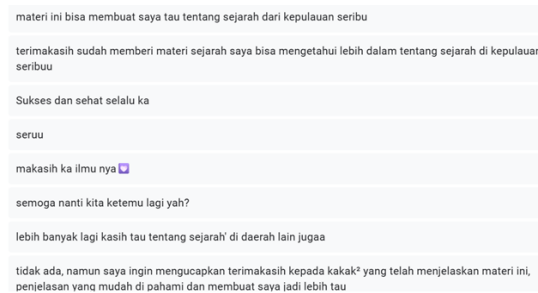 materi ini bisa membuat saya tau tentang sejarah dari kepulauan seribu
terimakasih sudah memberi materi sejarah saya bisa mengetahui lebih dalam tentang sejarah di kepulauan
seribuu
Sukses dan sehat selalu ka
seruu
makasih ka ilmu nya💟
semoga nanti kita ketemu lagi yah?
lebih banyak lagi kasih tau tentang sejarah' di daerah lain jugaa
tidak ada, namun saya ingin mengucapkan terimakasih kepada kakak² yang telah menjelaskan materi ini,
penjelasan yang mudah di pahami dan membuat saya jadi lebih tau